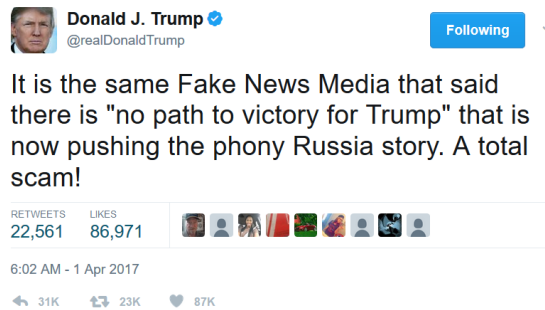 Donald J. Trump
@realDonaldTrump
Following
It is the same Fake News Media that said
there is "no path to victory for Trump" that is
now pushing the phony Russia story. A total
scam!
RETWEETS LIKES
22,561 86,971
6:02 AM - 1 Apr 2017
31K 23K 87K